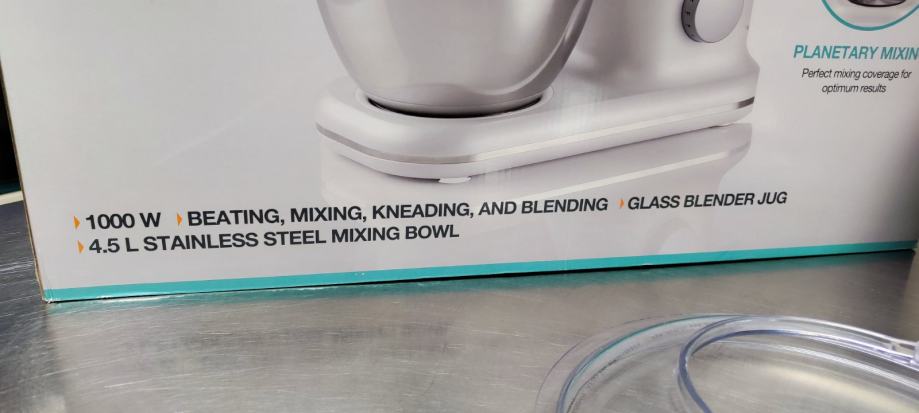 PLANETARY MIXIN
Perfect mixing coverage for
optimum results
1000 W BEATING, MIXING, KNEADING, AND BLENDING GLASS BLENDER JUG
4.5 L STAINLESS STEEL MIXING BOWL